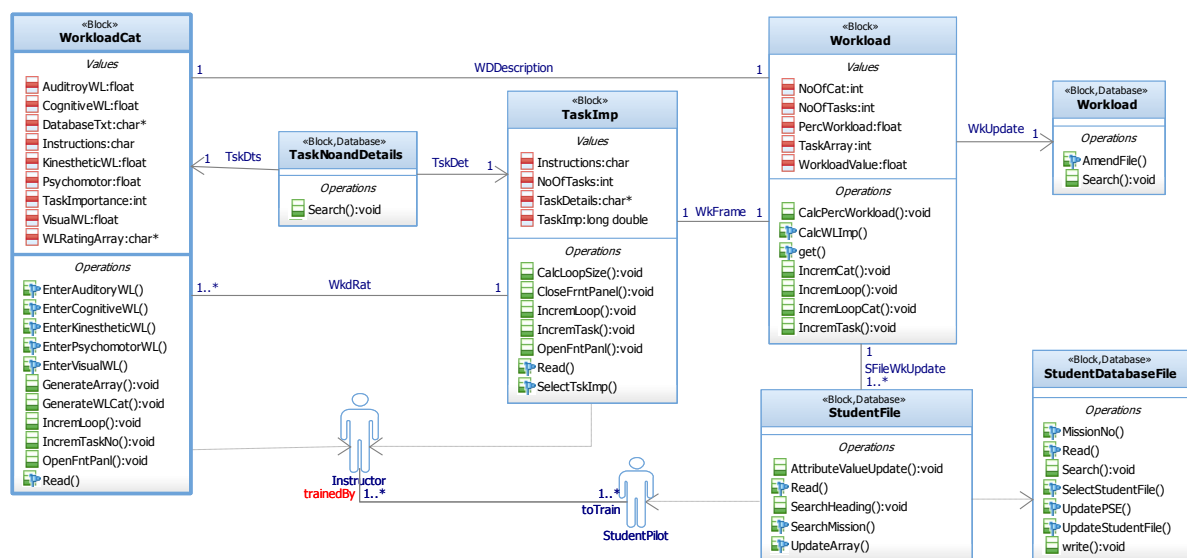 «Block»
WorkloadCat
Values
AuditroyWL:float
CognitiveWL:float
DatabaseTxt:char*
Instructions:char
KinestheticWL:float
Psychomotor:float
TaskImportance:int
VisualWL:float
WLRatingArray:char*
Operations
EnterAuditoryWL()
EnterCognitiveWL()
EnterKinestheticWL()
EnterPsychomotorWL()
EnterVisualWL()
GenerateArray():void
GenerateWLCat():void
IncremLoop():void
IncremTaskNo():void
OpenFntPanl():void
Read()
1 WDDescription 1
1 TskDts
«Block,Database»
TaskNoandDetails
Operations
Search():void
TskDet 1
«Block»
TaskImp
Values
Instructions:char
NoOfTasks:int
TaskDetails:char*
TaskImp:long double
Operations
CalcLoopSize():void
CloseFrntPanel():void
IncremLoop():void
IncremTask():void
OpenFntPanl():void
Read()
SelectTskImp()
1..* WkdRat 1
1 WkFrame 1
«Block»
Workload
Values
NoOfCat:int
NoOfTasks:int
PercWorkload:float
TaskArray:int
WorkloadValue:float
Operations
CalcPercWorkload():void
CalcWLImp()
get()
IncremCat():void
IncremLoop():void
IncremLoopCat():void
IncremTask():void
WkUpdate
1
«Block,Database»
Workload
Operations
AmendFile()
Search():void
1
SFileWkUpdate
1..*
«Block,Database»
StudentFile
Operations
AttributeValueUpdate():void
Read()
SearchHeading():void
SearchMission()
UpdateArray()
«Block,Database»
StudentDatabaseFile
Operations
MissionNo()
Read()
Search():void
SelectStudentFile()
UpdatePSE()
UpdateStudentFile()
write():void
Instructor
trainedBy 1..*
1..*
toTrain
StudentPilot